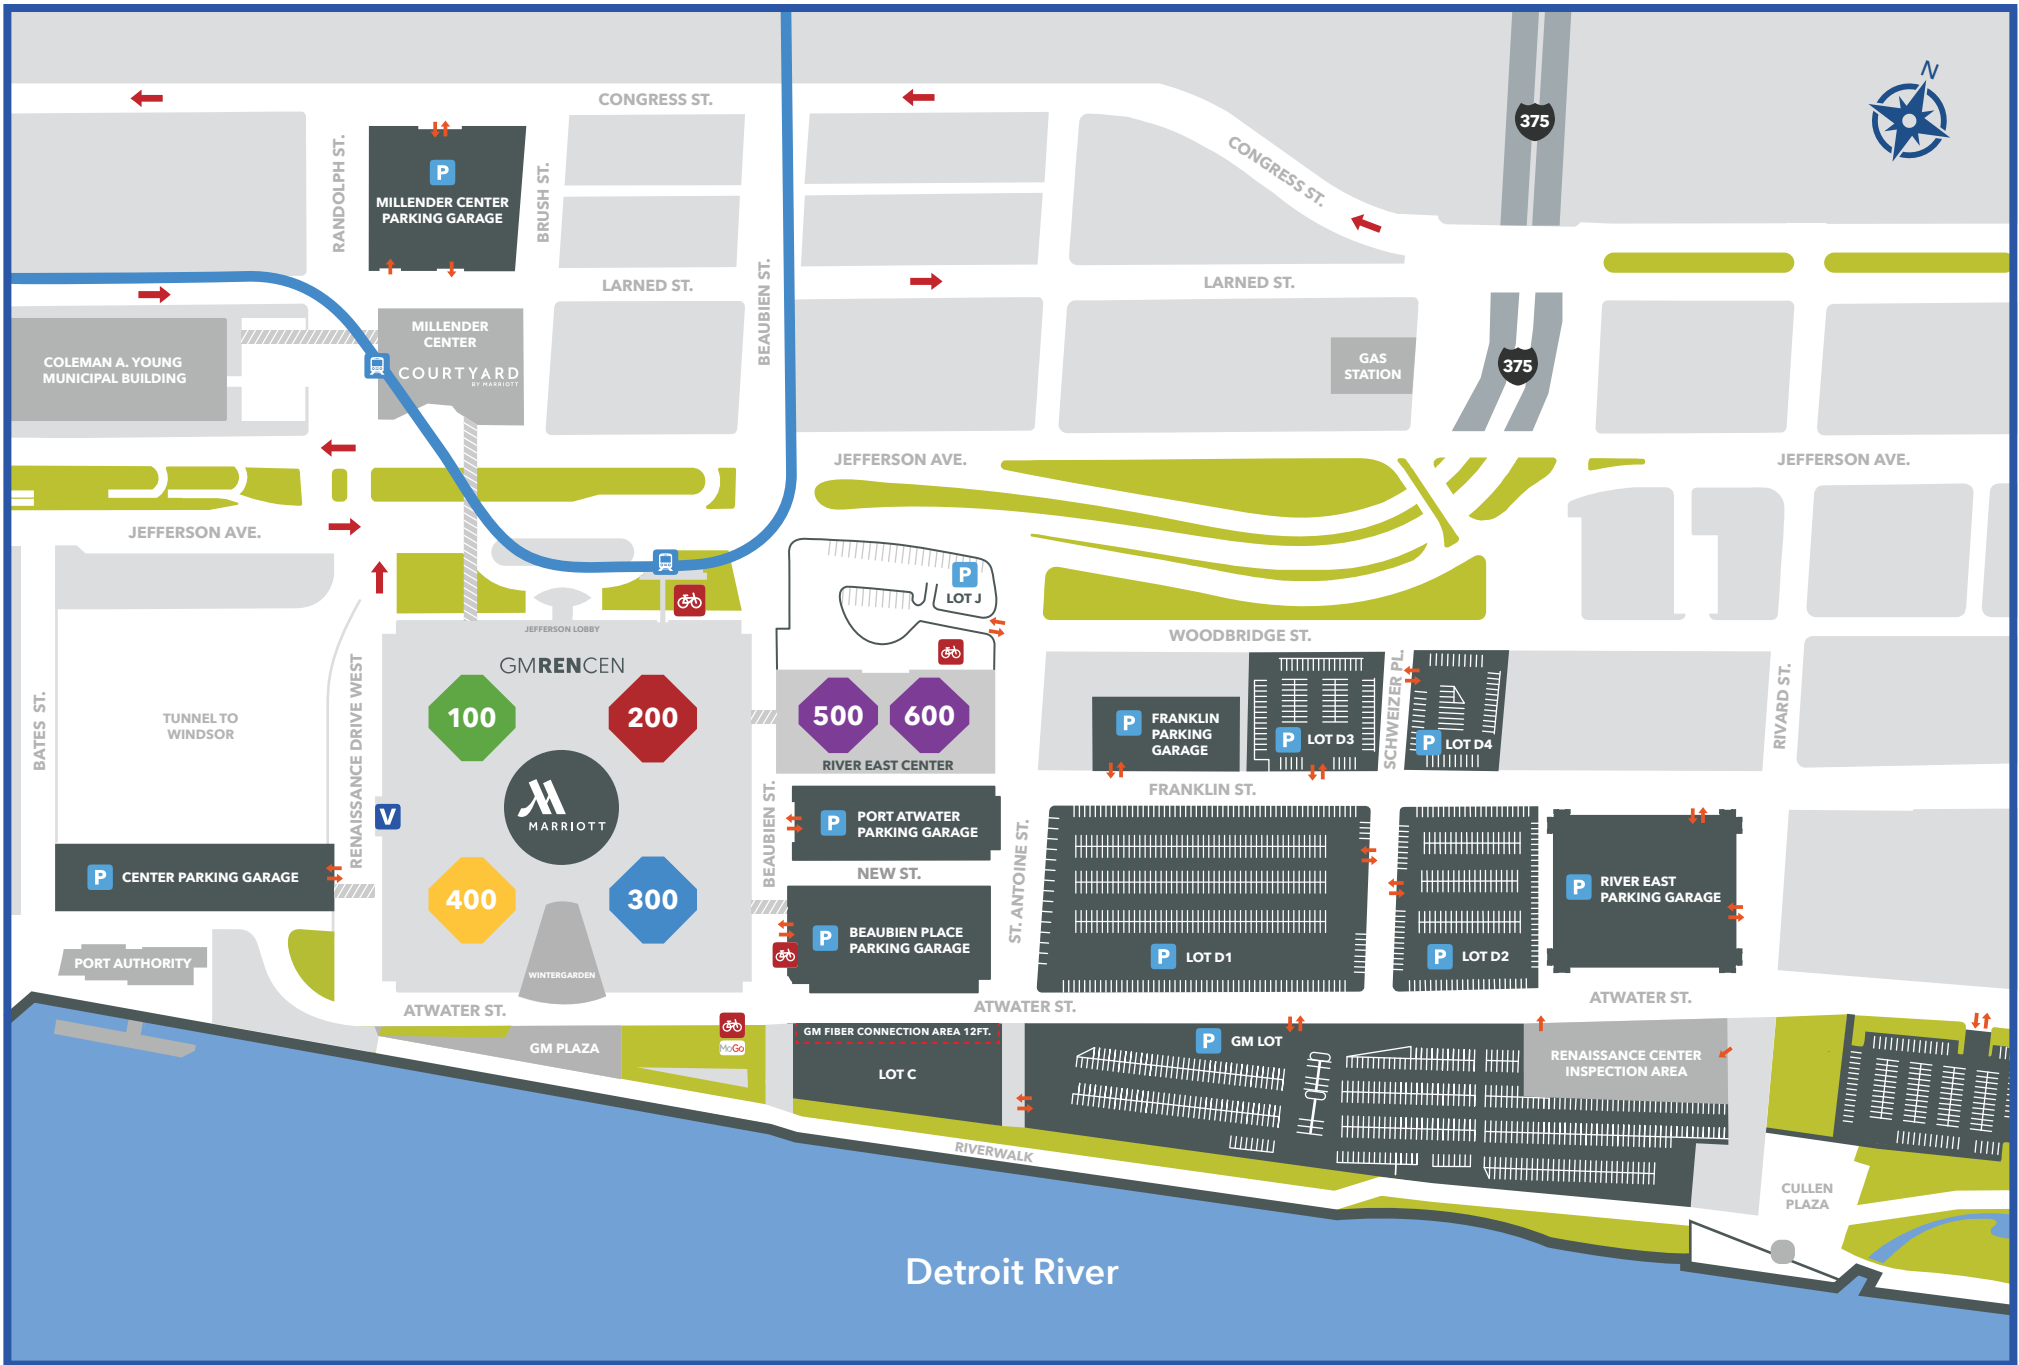 N
CONGRESS ST.
375
CONGRESS ST.
RANDOLPH ST.
P
MILLENDER CENTER
PARKING GARAGE
BRUSH ST.
BEAUBIEN ST.
LARNED ST.
LARNED ST.
COLEMAN A. YOUNG
MUNICIPAL BUILDING
MILLENDER
CENTER
COURTYARD
BY MARRIOTT
GAS
STATION
375
JEFFERSON AVE.
JEFFERSON AVE.
JEFFERSON AVE.
P
LOT J
JEFFERSON LOBBY
WOODBRIDGE ST.
GMRENCEN
100
200
500
600
RIVER EAST CENTER
BATES ST.
TUNNEL TO
WINDSOR
RENAISSANCE DRIVE WEST
P
FRANKLIN
PARKING
GARAGE
P
LOT D3
SCHWEIZER PL.
P
LOT D4
RIVARD ST.
FRANKLIN ST.
V
MARRIOTT
BEAUBIEN ST.
P
PORT ATWATER
PARKING GARAGE
ST. ANTOINE ST.
NEW ST.
P
CENTER PARKING GARAGE
400
300
P
BEAUBIEN PLACE
PARKING GARAGE
P
RIVER EAST
PARKING GARAGE
P
LOT D1
P
LOT D2
PORT AUTHORITY
WINTERGARDEN
ATWATER ST.
ATWATER ST.
ATWATER ST.
GM PLAZA
MoGo
GM FIBER CONNECTION AREA 12FT.
LOT C
P
GM LOT
RENAISSANCE CENTER
INSPECTION AREA
RIVERWALK
CULLEN
PLAZA
Detroit River